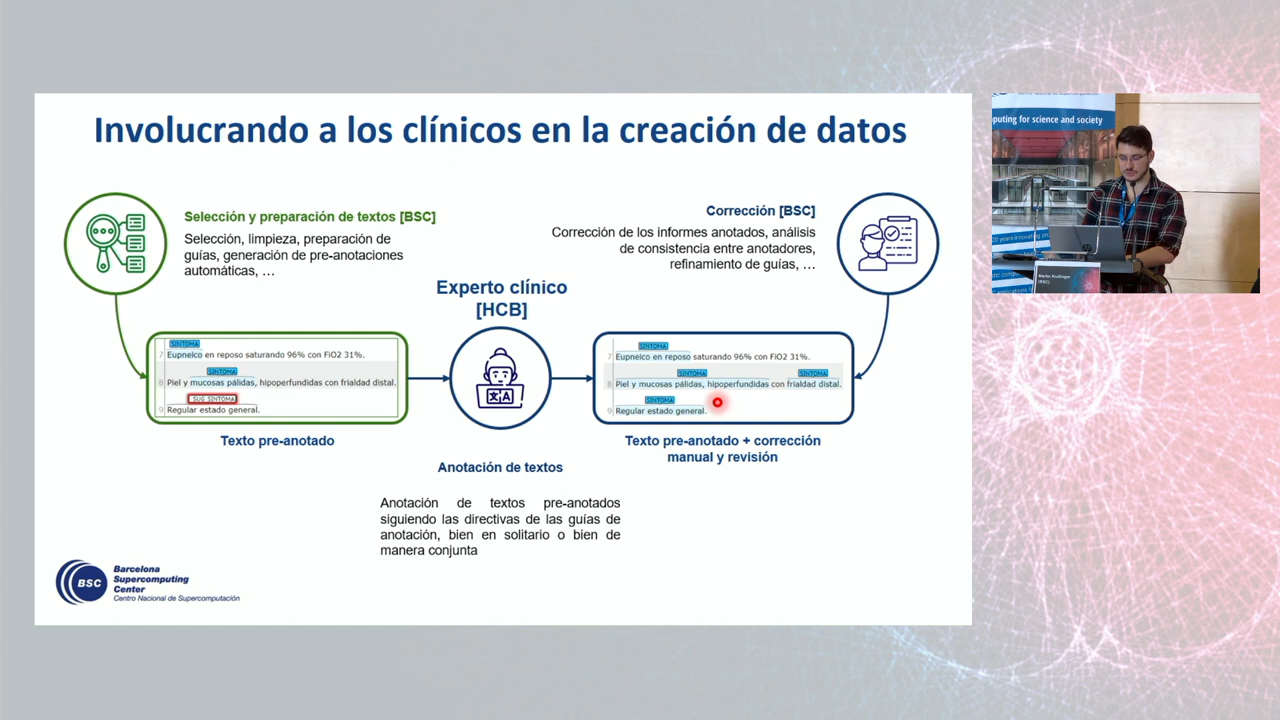 Involucrando a los clínicos en la creación de datos
Selección y preparación de textos [BSC]
Selección, limpieza, preparación de
guías, generación de pre-anotaciones
automáticas, …
Corrección [BSC]
Corrección de los informes anotados, análisis
de consistencia entre anotadores,
refinamiento de guías, …
Experto clínico
[HCB]
SINTOMA
7 Eupneico en reposo saturando 96% con FiO2 31%.
SINTOMA
8 Piel y mucosas pálidas, hipoperfundidas con frialdad distal.
SUG_SINTOMA
9 Regular estado general.
Texto pre-anotado
SINTOMA
7 Eupneico en reposo saturando 96% con FiO2 31%.
SINTOMA SINTOMA
8 Piel y mucosas pálidas, hipoperfundidas con frialdad distal.
SINTOMA
9 Regular estado general.
Texto pre-anotado + corrección
manual y revisión
Anotación de textos
Anotación de textos pre-anotados
siguiendo las directivas de las guías de
anotación, bien en solitario o bien de
manera conjunta
BSC
Barcelona
Supercomputing
Center
Centro Nacional de Supercomputación
puting for science and society
(BSC)